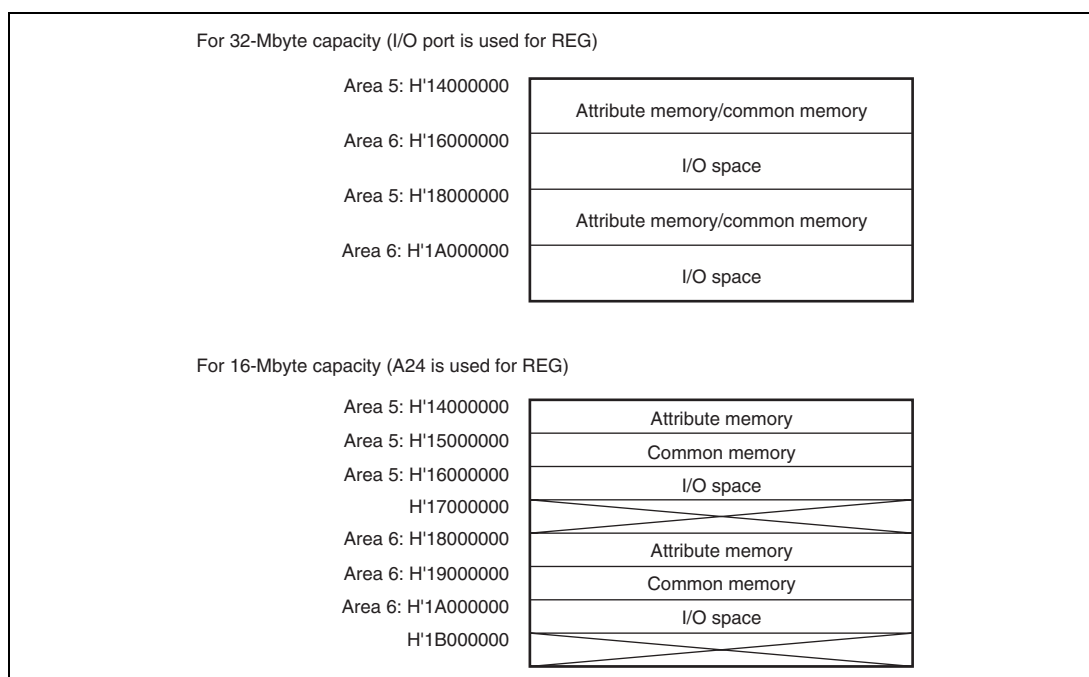 For 32-Mbyte capacity (I/O port is used for REG)
Area 5: H'14000000
Attribute memory/common memory
Area 6: H'16000000
I/O space
Area 5: H'18000000
Attribute memory/common memory
Area 6: H'1A000000
I/O space
For 16-Mbyte capacity (A24 is used for REG)
Area 5: H'14000000
Attribute memory
Area 5: H'15000000
Common memory
Area 5: H'16000000
I/O space
H'17000000
Area 6: H'18000000
Attribute memory
Area 6: H'19000000
Common memory
Area 6: H'1A000000
I/O space
H'1B000000